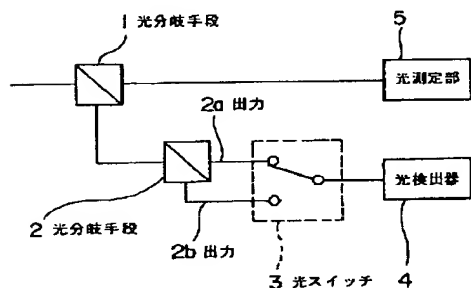 1 光分岐手段
5
光測定部
2a 出力
2 光分岐手段
2b 出力
3 光スイッチ
光検出器
4